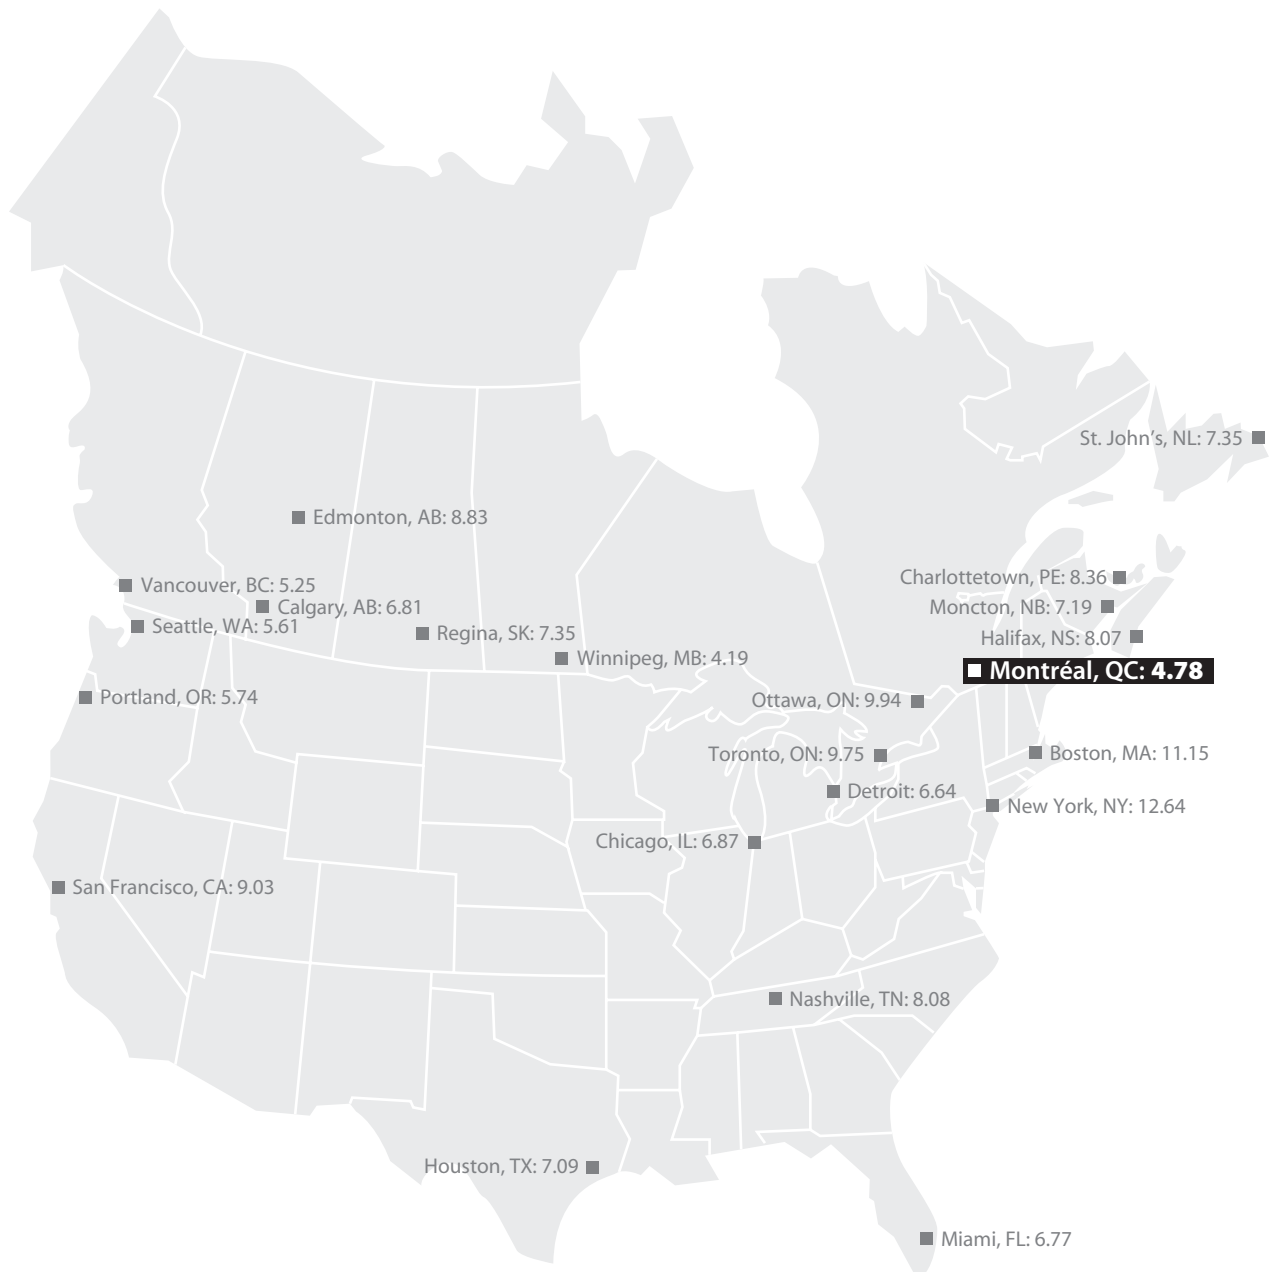 St. John’s, NL: 7.35
Edmonton, AB: 8.83
Charlottetown, PE: 8.36
Vancouver, BC: 5.25
Calgary, AB: 6.81
Moncton, NB: 7.19
Seattle, WA: 5.61
Regina, SK: 7.35
Halifax, NS: 8.07
Winnipeg, MB: 4.19
Montréal, QC: 4.78
Portland, OR: 5.74
Ottawa, ON: 9.94
Toronto, ON: 9.75
Boston, MA: 11.15
Detroit: 6.64
New York, NY: 12.64
Chicago, IL: 6.87
San Francisco, CA: 9.03
Nashville, TN: 8.08
Houston, TX: 7.09
Miami, FL: 6.77